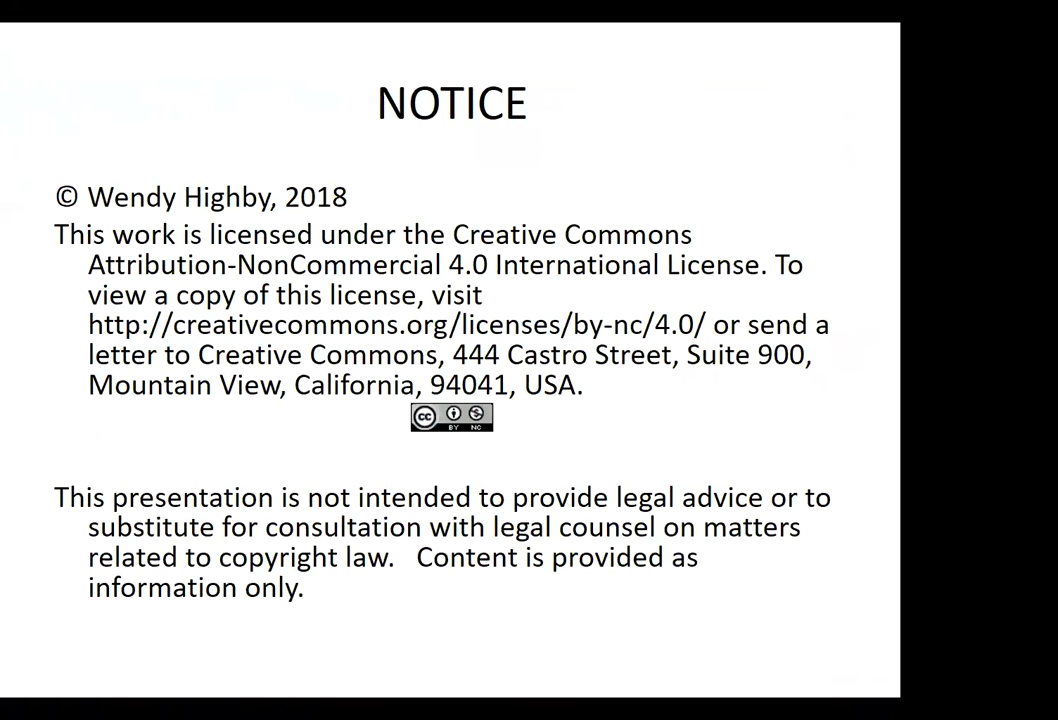 NOTICE
© Wendy Highby, 2018
This work is licensed under the Creative Commons
Attribution-NonCommercial 4.0 International License. To
view a copy of this license, visit
http://creativecommons.org/licenses/by-nc/4.0/ or send a
letter to Creative Commons, 444 Castro Street, Suite 900,
Mountain View, California, 94041, USA.
cc BY NC
This presentation is not intended to provide legal advice or to
substitute for consultation with legal counsel on matters
related to copyright law. Content is provided as
information only.